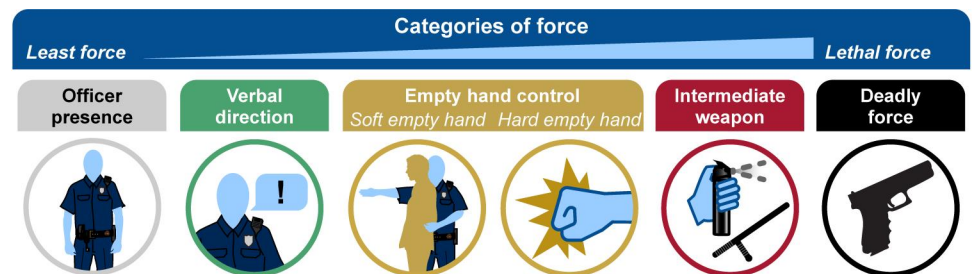 Categories of force
Least force
Lethal force
Officer
presence
Verbal
direction
Empty hand control
Soft empty hand Hard empty hand
Intermediate
weapon
Deadly
force
!